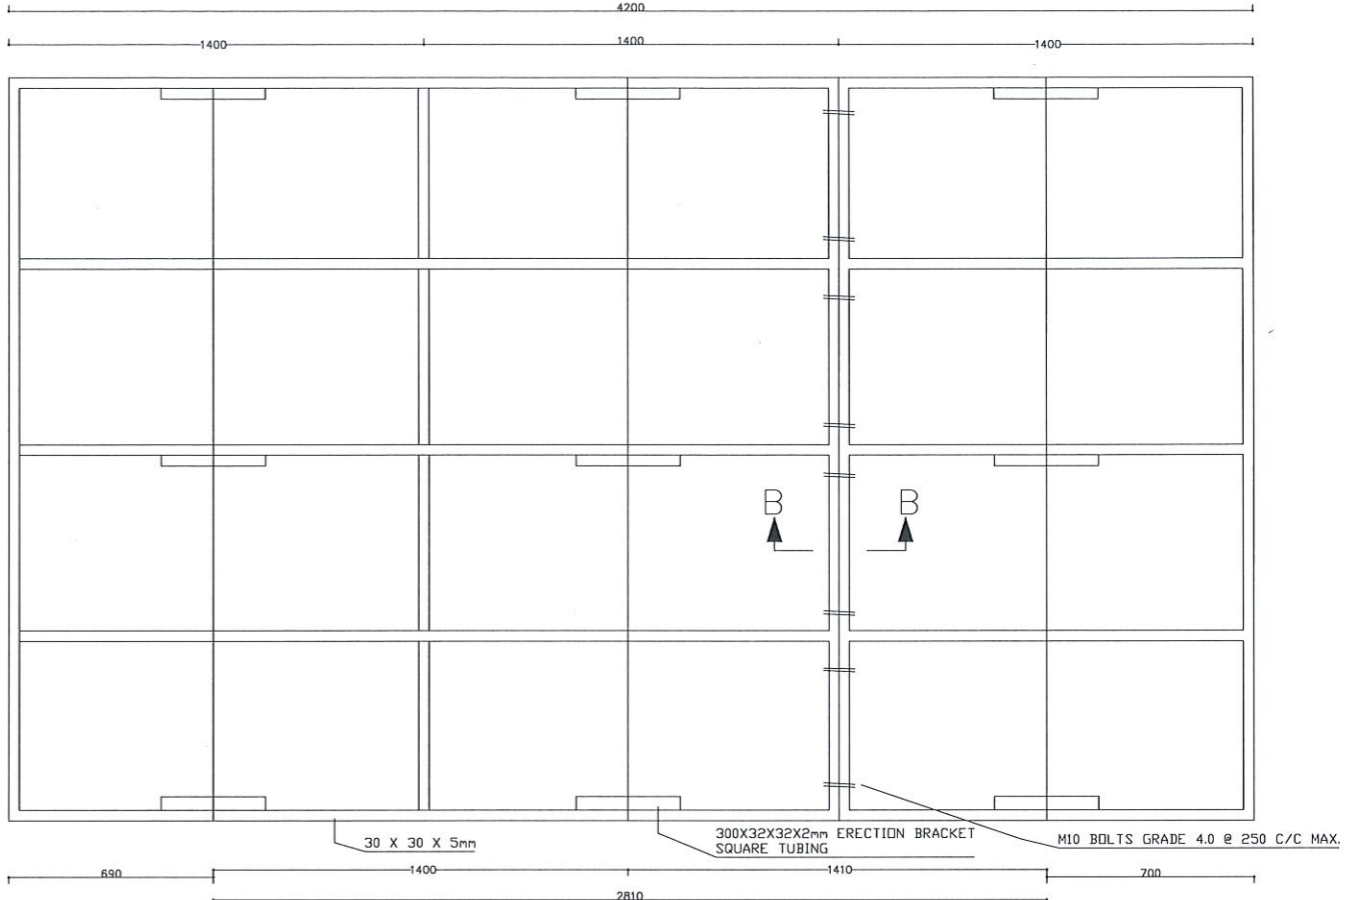 4200
1400
1400
1400
B
B
30 X 30 X 5mm
300X32X32X2mm ERECTION BRACKET
SQUARE TUBING
M10 BOLTS GRADE 4.0 @ 250 C/C MAX.
690
1400
1410
700
2810